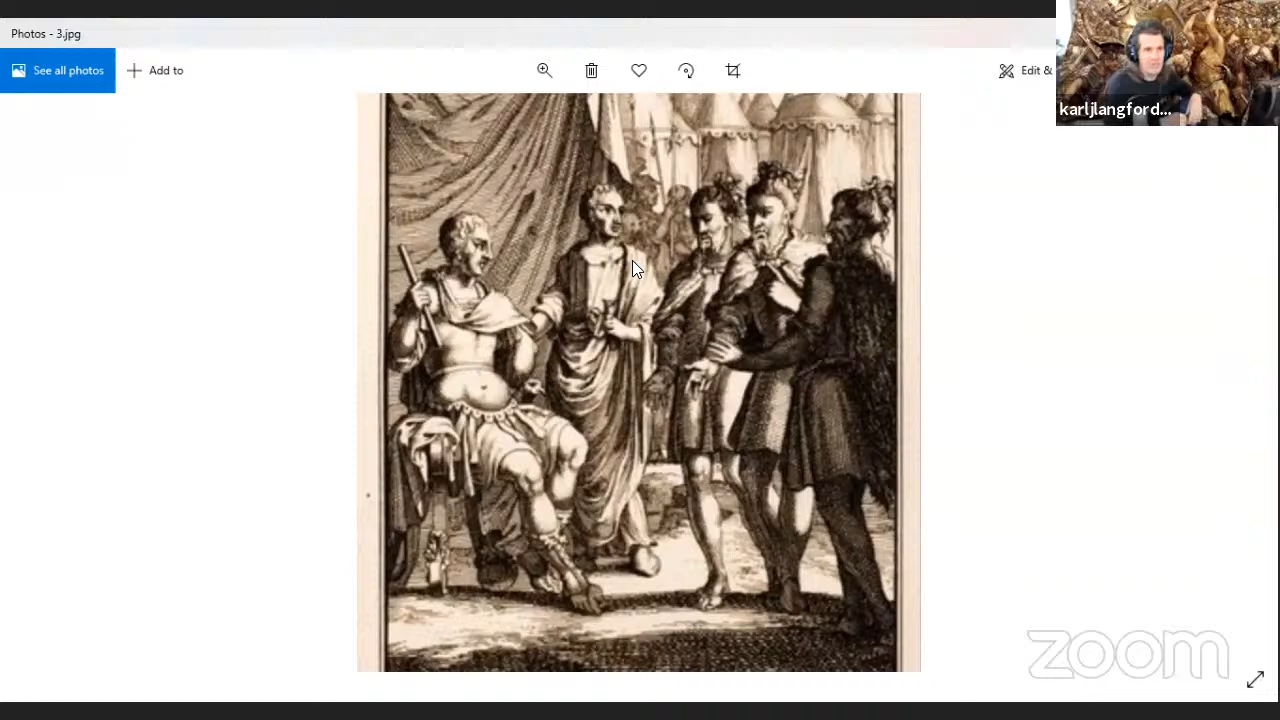 Photos - 3.jpg
See all photos
Add to
Edit &
karljlangford...
zoom